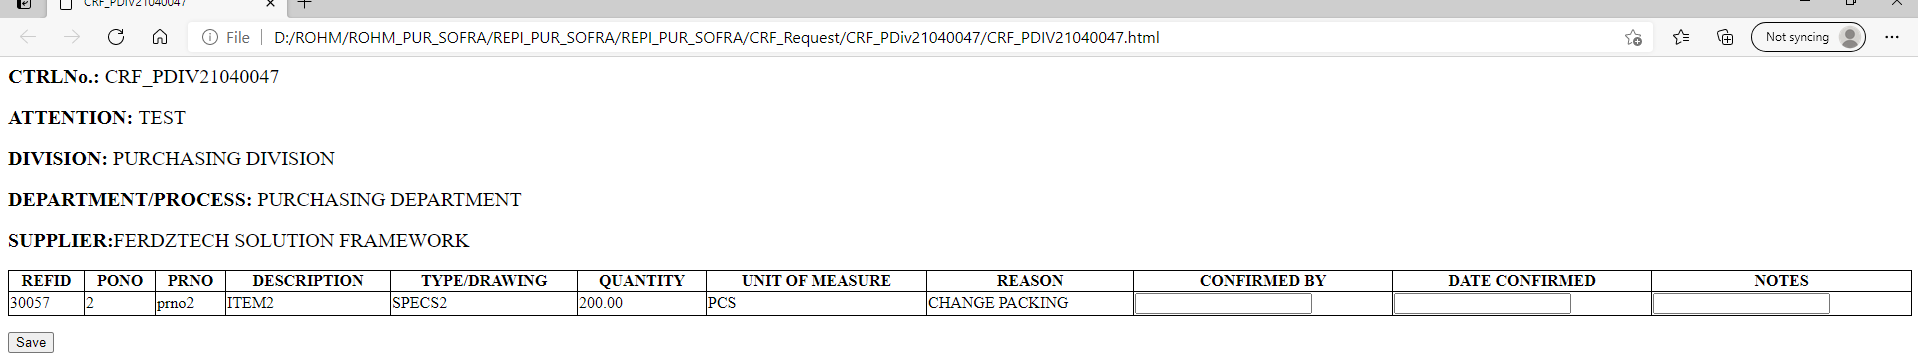 CRF_PDIV21040047
File D:/ROHM/ROHM_PUR_SOFRA/REPI_PUR_SOFRA/REPI_PUR_SOFRA/CRF_Request/CRF_PDiv21040047/CRF_PDIV21040047.html Not syncing
CTRLNo.: CRF_PDIV21040047
ATTENTION: TEST
DIVISION: PURCHASING DIVISION
DEPARTMENT/PROCESS: PURCHASING DEPARTMENT
SUPPLIER:FERDZTECH SOLUTION FRAMEWORK
REFID PONO PRNO DESCRIPTION TYPE/DRAWING QUANTITY UNIT OF MEASURE REASON CONFIRMED BY DATE CONFIRMED NOTES
30057 2 prno2 ITEM2 SPECS2 200.00 PCS CHANGE PACKING
Save